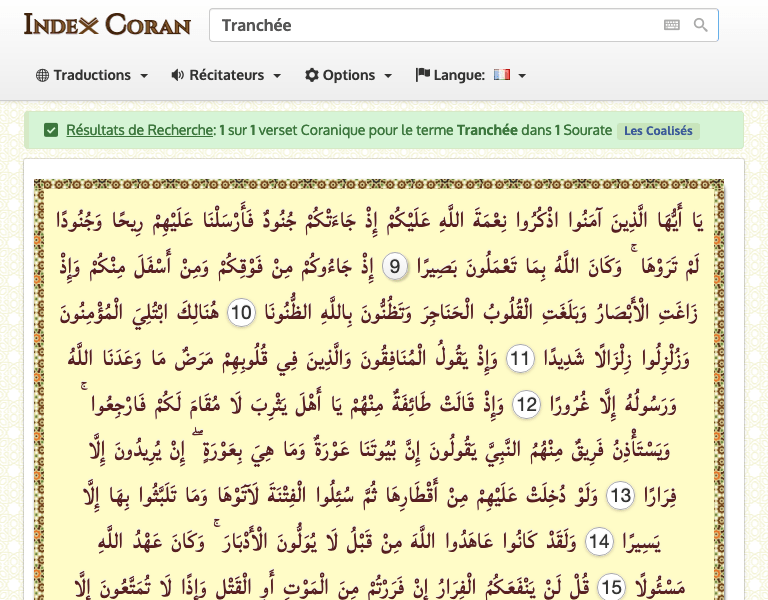 INDEX CORAN
Tranchée
Traductions Récitateurs Options Langue:
Résultats de Recherche: 1 sur 1 verset Coranique pour le terme Tranchée dans 1 Sourate Les Coalisés
يَا أَيُّهَا الَّذِينَ آمَنُوا اذْكُرُوا نِعْمَةَ اللَّهِ عَلَيْكُمْ إِذْ جَاءَتْكُمْ جُنُودٌ فَأَرْسَلْنَا عَلَيْهِمْ رِيحًا وَجُنُودًا
لَمْ تَرَوْهَا ۚ وَكَانَ اللَّهُ بِمَا تَعْمَلُونَ بَصِيرًا 9 إِذْ جَاءُوكُمْ مِنْ فَوْقِكُمْ وَمِنْ أَسْفَلَ مِنْكُمْ وَإِذْ
زَاغَتِ الْأَبْصَارُ وَبَلَغَتِ الْقُلُوبُ الْحَنَاجِرَ وَتَظُنُّونَ بِاللَّهِ الظُّنُونَا 10 هُنَالِكَ ابْتُلِيَ الْمُؤْمِنُونَ
وَزُلْزِلُوا زِلْزَالًا شَدِيدًا 11 وَإِذْ يَقُولُ الْمُنَافِقُونَ وَالَّذِينَ فِي قُلُوبِهِمْ مَرَضٌ مَا وَعَدَنَا اللَّهُ
وَرَسُولُهُ إِلَّا غُرُورًا 12 وَإِذْ قَالَتْ طَائِفَةٌ مِنْهُمْ يَا أَهْلَ يَثْرِبَ لَا مُقَامَ لَكُمْ فَارْجِعُوا ۚ
وَيَسْتَأْذِنُ فَرِيقٌ مِنْهُمُ النَّبِيَّ يَقُولُونَ إِنَّ بُيُوتَنَا عَوْرَةٌ وَمَا هِيَ بِعَوْرَةٍ ۖ إِنْ يُرِيدُونَ إِلَّا
فِرَارًا 13 وَلَوْ دُخِلَتْ عَلَيْهِمْ مِنْ أَقْطَارِهَا ثُمَّ سُئِلُوا الْفِتْنَةَ لَآتَوْهَا وَمَا تَلَبَّثُوا بِهَا إِلَّا
يَسِيرًا 14 وَلَقَدْ كَانُوا عَاهَدُوا اللَّهَ مِنْ قَبْلُ لَا يُوَلُّونَ الْأَدْبَارَ ۚ وَكَانَ عَهْدُ اللَّهِ
مَسْئُولًا 15 قُلْ لَنْ يَنْفَعَكُمُ الْفِرَارُ إِنْ فَرَرْتُمْ مِنَ الْمَوْتِ أَوِ الْقَتْلِ وَإِذًا لَا تُمَتَّعُونَ إِلَّا